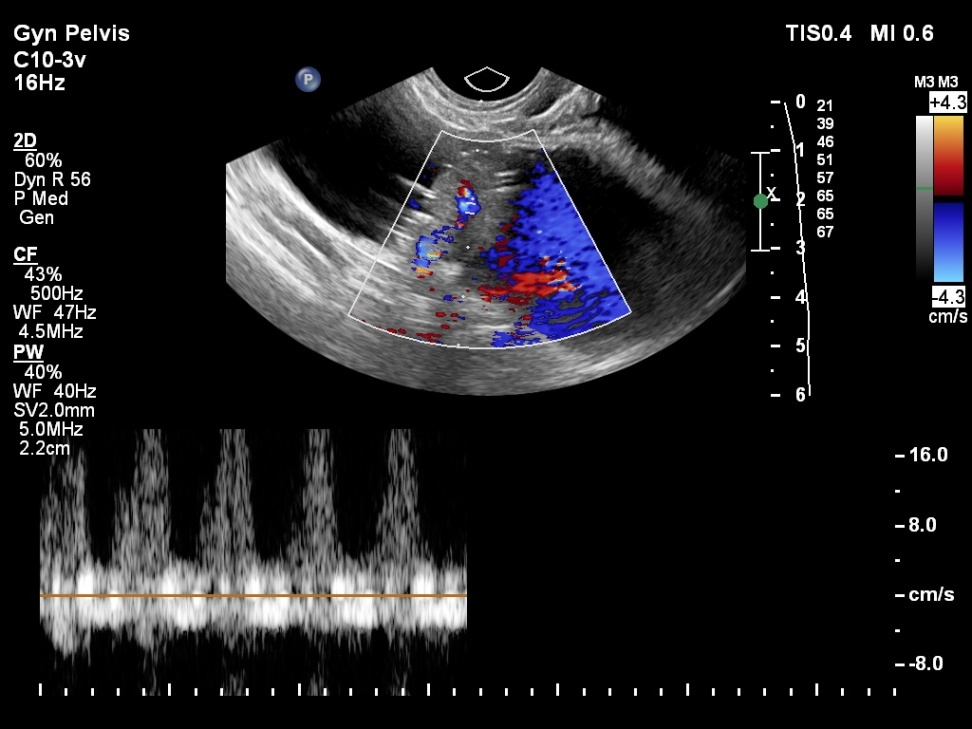 Gyn Pelvis
C10-3v
16Hz
TIS0.4 MI 0.6
P
M3 M3
+4.3
-4.3
cm/s
2D
60%
Dyn R 56
P Med
Gen
CF
43%
500Hz
WF 47Hz
4.5MHz
PW
40%
WF 40Hz
SV2.0mm
5.0MHz
2.2cm
0
1
X
2
3
4
5
6
21
39
46
51
57
65
65
67
16.0
8.0
cm/s
-8.0